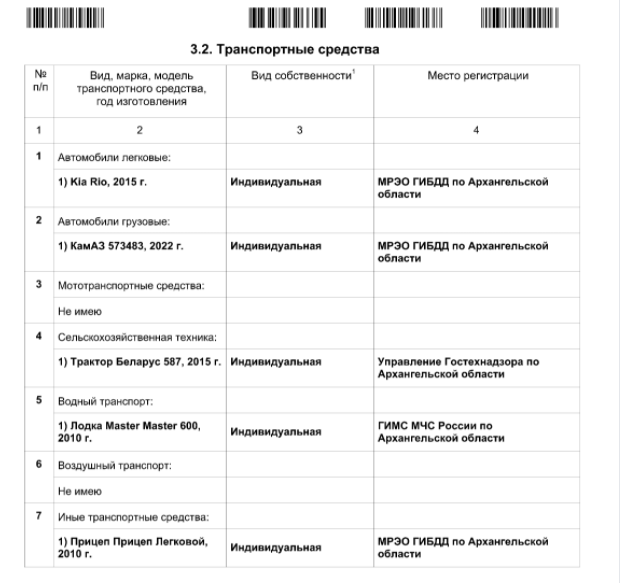 3.2. Транспортные средства
№ п/п
Вид, марка, модель транспортного средства, год изготовления
Вид собственности¹
Место регистрации
1 2 3 4
1 Автомобили легковые:
1) Kia Rio, 2015 г. Индивидуальная МРЭО ГИБДД по Архангельской
области
2 Автомобили грузовые:
1) КамАЗ 573483, 2022 г. Индивидуальная МРЭО ГИБДД по Архангельской
области
3 Мототранспортные средства:
Не имею
4 Сельскохозяйственная техника:
1) Трактор Беларус 587, 2015 г. Индивидуальная Управление Гостехнадзора по
Архангельской области
5 Водный транспорт:
1) Лодка Master Master 600,
2010 г.
Индивидуальная
ГИМС МЧС России по
Архангельской области
6 Воздушный транспорт:
Не имею
7 Иные транспортные средства:
1) Прицеп Прицеп Легковой,
2010 г.
Индивидуальная
МРЭО ГИБДД по Архангельской
области